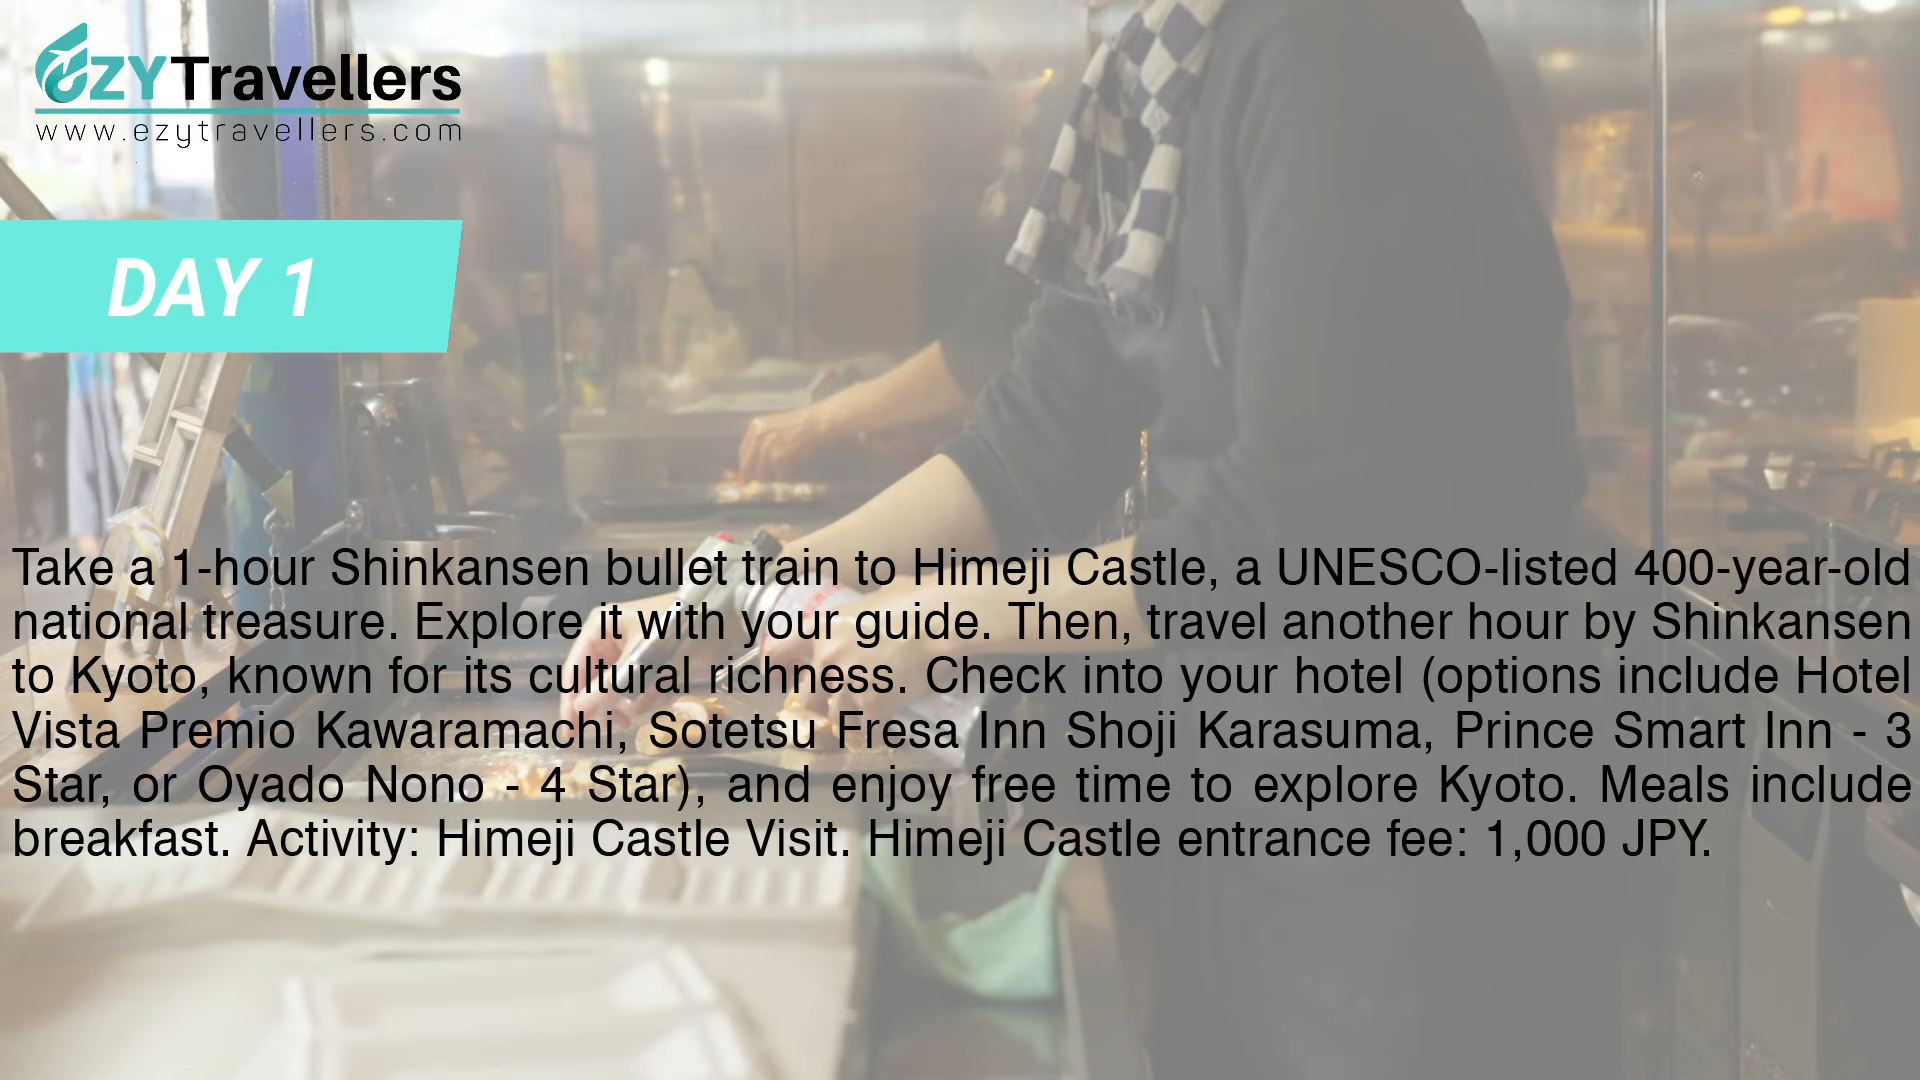 EZYTravellers
www.ezytravellers.com
DAY 1
Take a 1-hour Shinkansen bullet train to Himeji Castle, a UNESCO-listed 400-year-old
national treasure. Explore it with your guide. Then, travel another hour by Shinkansen
to Kyoto, known for its cultural richness. Check into your hotel (options include Hotel
Vista Premio Kawaramachi, Sotetsu Fresa Inn Shoji Karasuma, Prince Smart Inn - 3
Star, or Oyado Nono - 4 Star), and enjoy free time to explore Kyoto. Meals include
breakfast. Activity: Himeji Castle Visit. Himeji Castle entrance fee: 1,000 JPY.